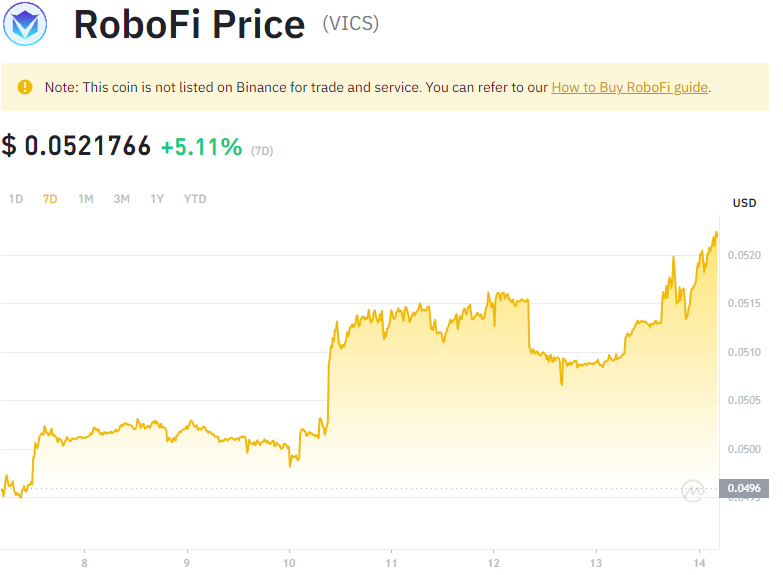 RoboFi Price (VICS)
Note: This coin is not listed on Binance for trade and service. You can refer to our How to Buy RoboFi guide.
$ 0.0521766 +5.11% (7D)
1D 7D 1M 3M 1Y YTD
USD
0.0520
0.0515
0.0510
0.0505
0.0500
0.0496
0.0495
8 9 10 11 12 13 14